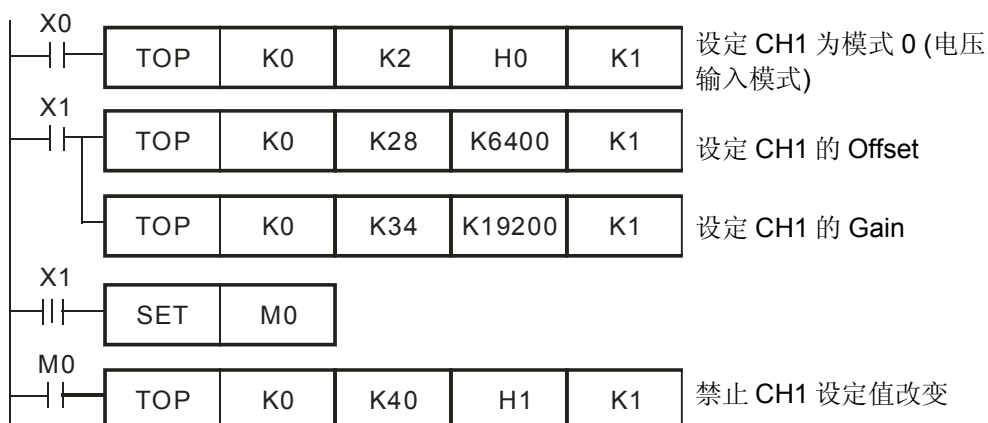 X0
TOP K0 K2 H0 K1 设定 CH1 为模式 0 (电压
输入模式)
X1
TOP K0 K28 K6400 K1 设定 CH1 的 Offset
TOP K0 K34 K19200 K1 设定 CH1 的 Gain
X1
SET M0
M0
TOP K0 K40 H1 K1 禁止 CH1 设定值改变